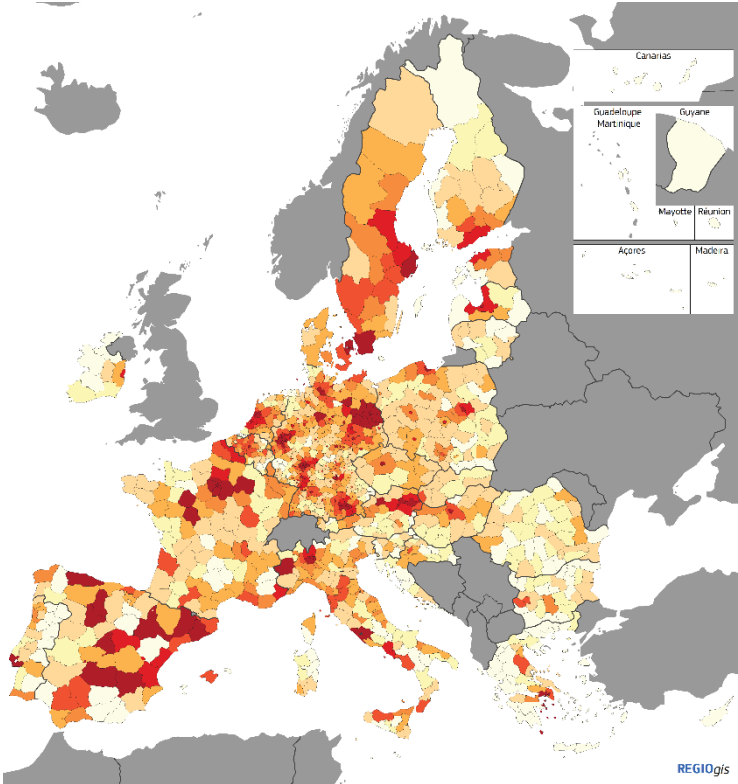 Canarias
Guadeloupe
Martinique
Guyane
Mayotte
Réunion
Açores
Madeira
REGIOgis